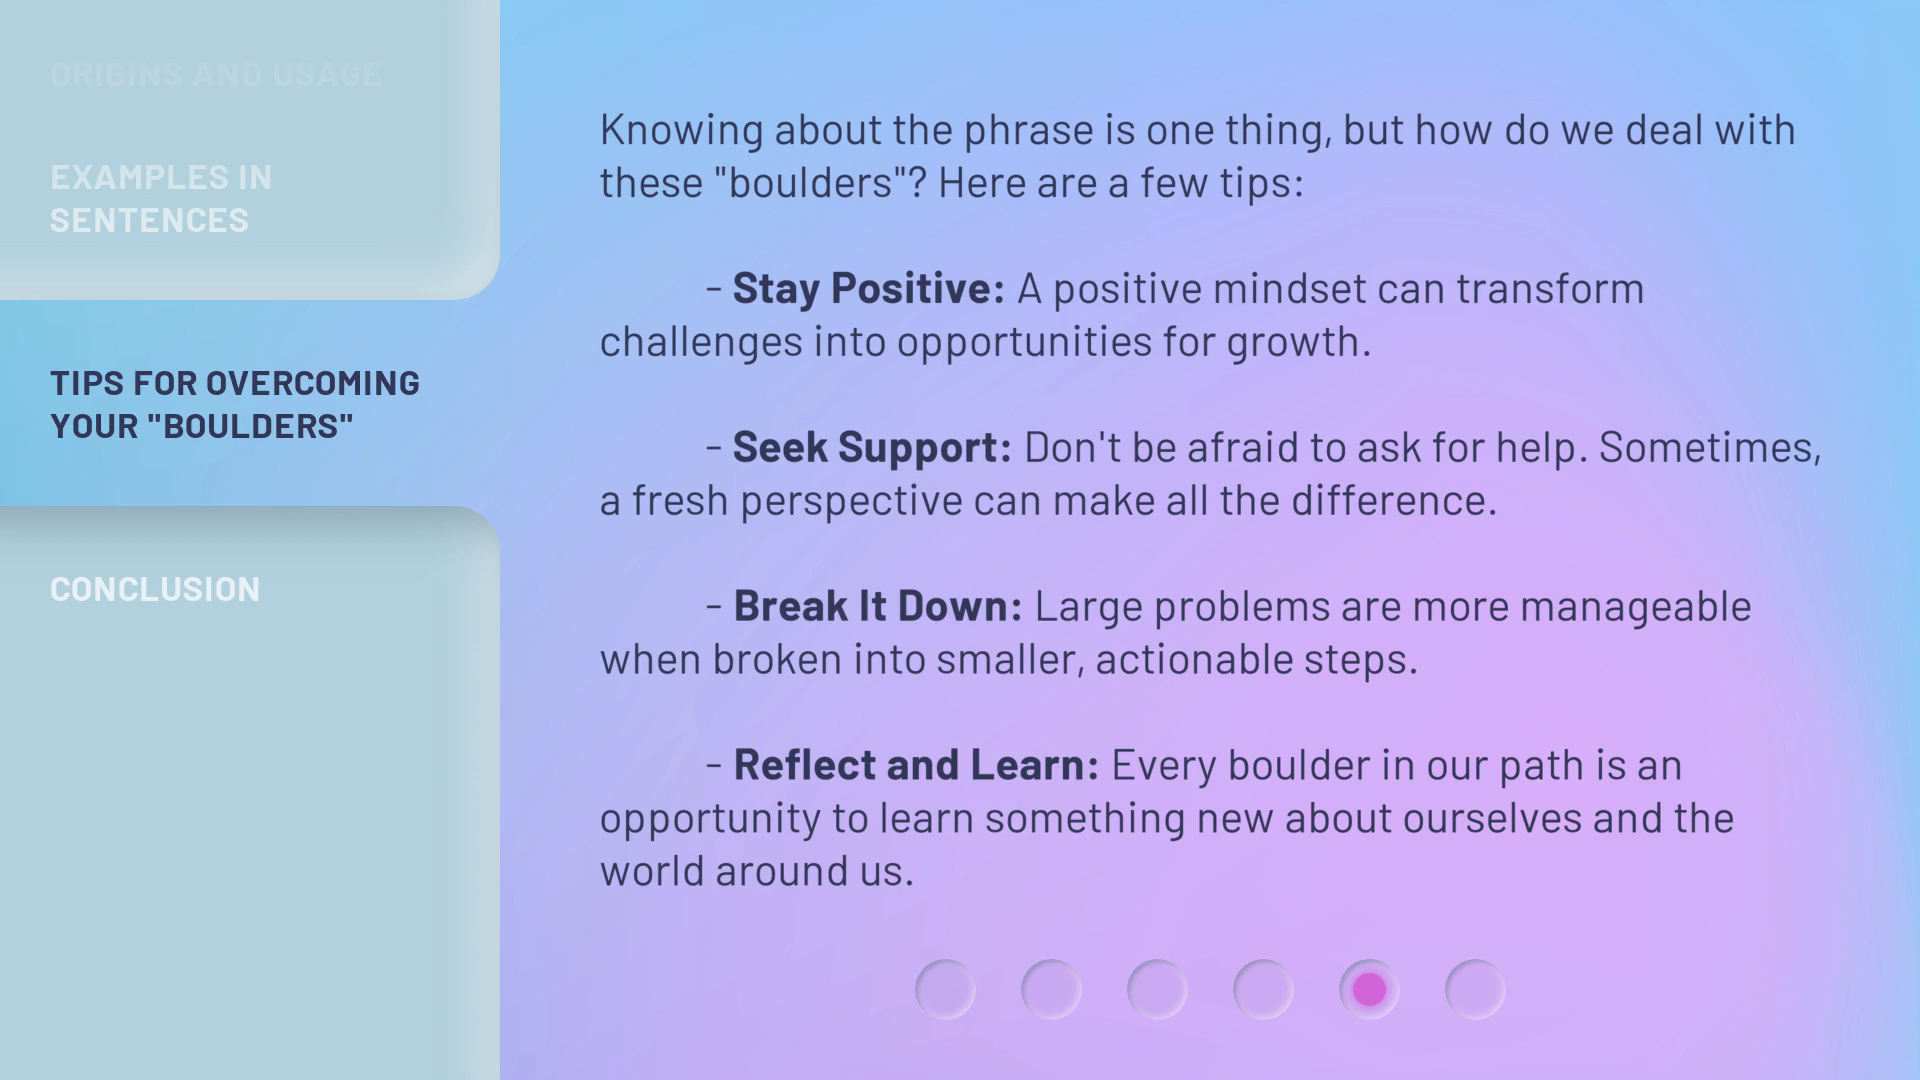 ORIGINS AND USAGE
EXAMPLES IN
SENTENCES
TIPS FOR OVERCOMING
YOUR "BOULDERS"
CONCLUSION
Knowing about the phrase is one thing, but how do we deal with
these "boulders"? Here are a few tips:
- Stay Positive: A positive mindset can transform
challenges into opportunities for growth.
- Seek Support: Don't be afraid to ask for help. Sometimes,
a fresh perspective can make all the difference.
- Break It Down: Large problems are more manageable
when broken into smaller, actionable steps.
- Reflect and Learn: Every boulder in our path is an
opportunity to learn something new about ourselves and the
world around us.